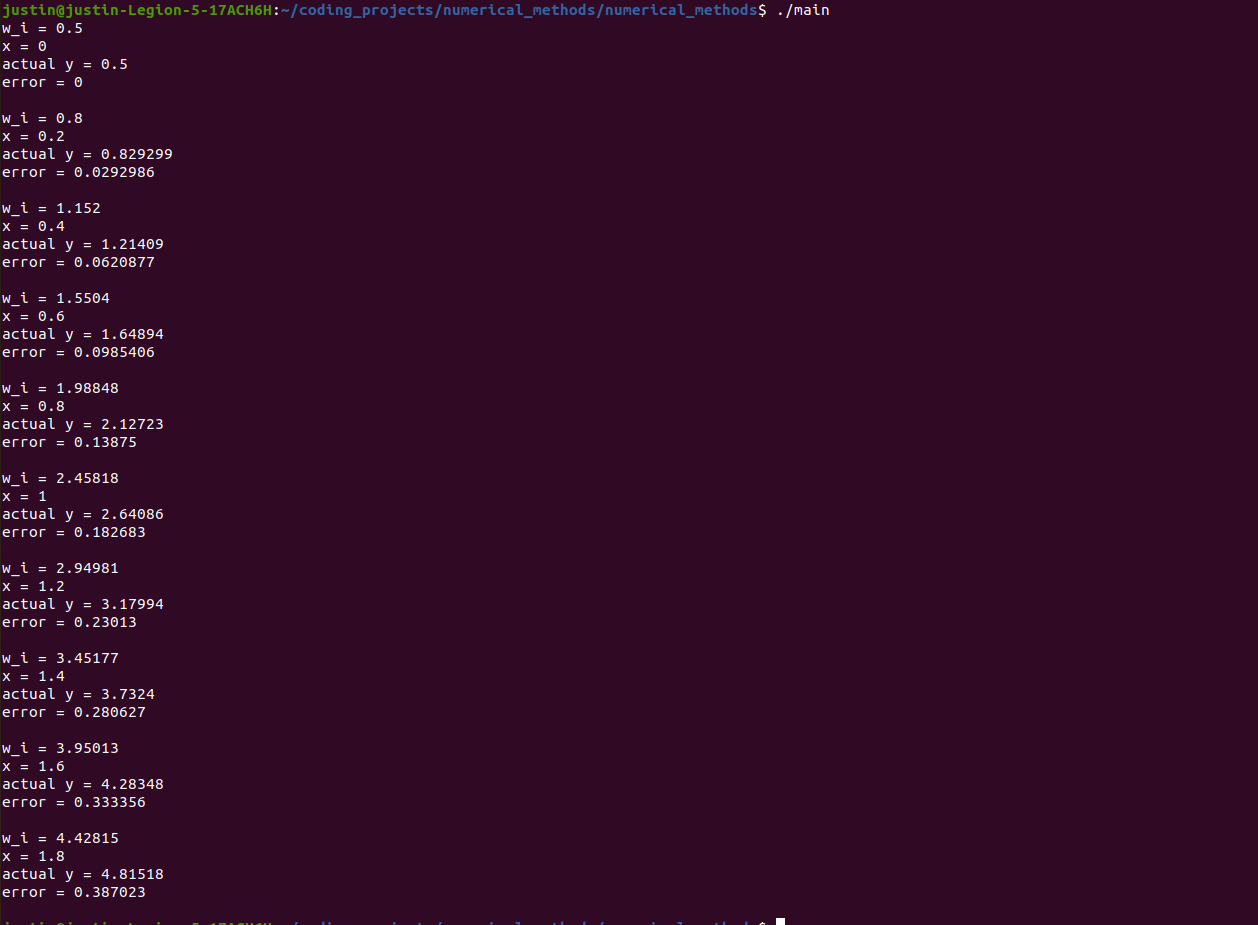 justin@justin-Legion-5-17ACH6H:~/coding_projects/numerical_methods/numerical_methods$ ./main
w_i = 0.5
x = 0
actual y = 0.5
error = 0
w_i = 0.8
x = 0.2
actual y = 0.829299
error = 0.0292986
w_i = 1.152
x = 0.4
actual y = 1.21409
error = 0.0620877
w_i = 1.5504
x = 0.6
actual y = 1.64894
error = 0.0985406
w_i = 1.98848
x = 0.8
actual y = 2.12723
error = 0.13875
w_i = 2.45818
x = 1
actual y = 2.64086
error = 0.182683
w_i = 2.94981
x = 1.2
actual y = 3.17994
error = 0.23013
w_i = 3.45177
x = 1.4
actual y = 3.7324
error = 0.280627
w_i = 3.95013
x = 1.6
actual y = 4.28348
error = 0.333356
w_i = 4.42815
x = 1.8
actual y = 4.81518
error = 0.387023